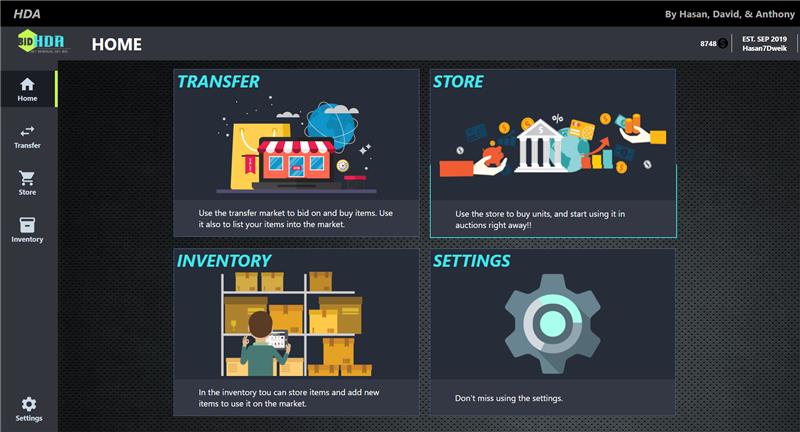 HDA
By Hasan, David, & Anthony
BID HDA
HOME
8748
EST. SEP 2019
Hasan7Dweik
Home
Transfer
Store
Inventory
Settings
TRANSFER
Use the transfer market to bid on and buy items. Use
it also to list your items into the market.
STORE
%
Use the store to buy units, and start using it in
auctions right away!!
INVENTORY
In the inventory tou can store items and add new
items to use it on the market.
SETTINGS
Don't miss using the settings.